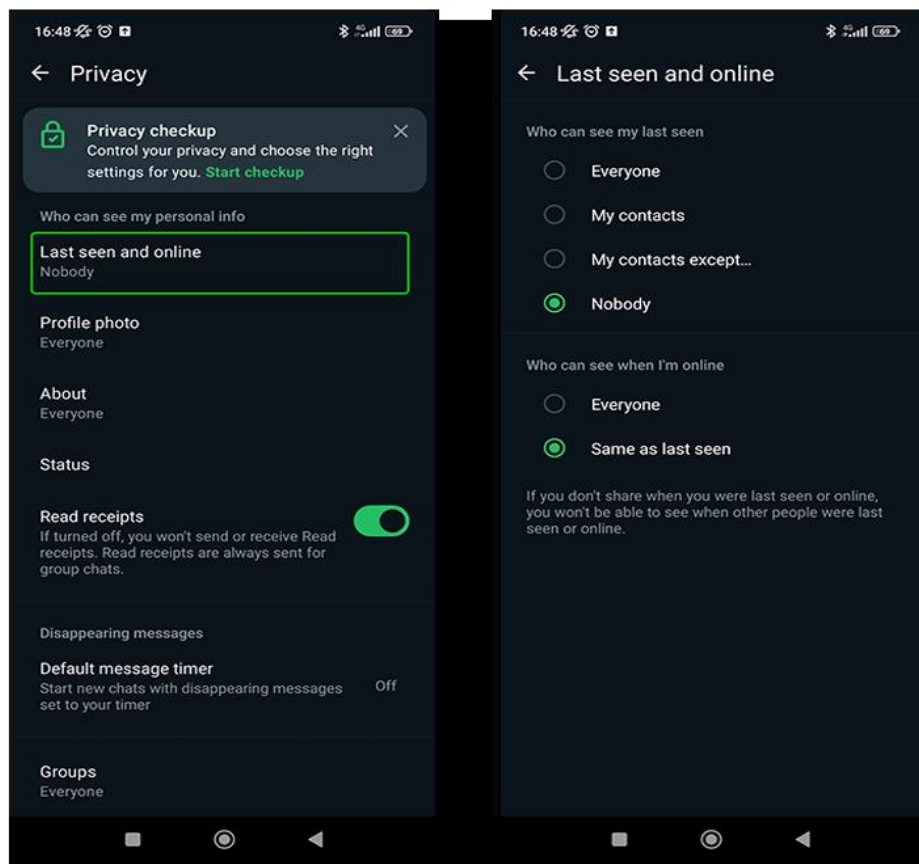 16:48
4G
69
Privacy
Privacy checkup
Control your privacy and choose the right
settings for you. Start checkup
Who can see my personal info
Last seen and online
Nobody
Profile photo
Everyone
About
Everyone
Status
Read receipts
If turned off, you won't send or receive Read
receipts. Read receipts are always sent for
group chats.
Disappearing messages
Default message timer
Start new chats with disappearing messages
set to your timer
Off
Groups
Everyone
16:48
4G
69
Last seen and online
Who can see my last seen
Everyone
My contacts
My contacts except...
Nobody
Who can see when I'm online
Everyone
Same as last seen
If you don't share when you were last seen or online,
you won't be able to see when other people were last
seen or online.